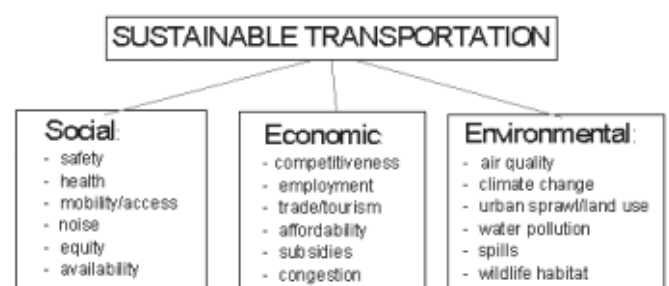 SUSTAINABLE TRANSPORTATION
Social:
- safety
- health
- mobility/access
- noise
- equity
- availability
Economic:
- competitiveness
- employment
- trade/tourism
- affordability
- subsidies
- congestion
Environmental:
- air quality
- climate change
- urban sprawl/land use
- water pollution
- spills
- wildlife habitat